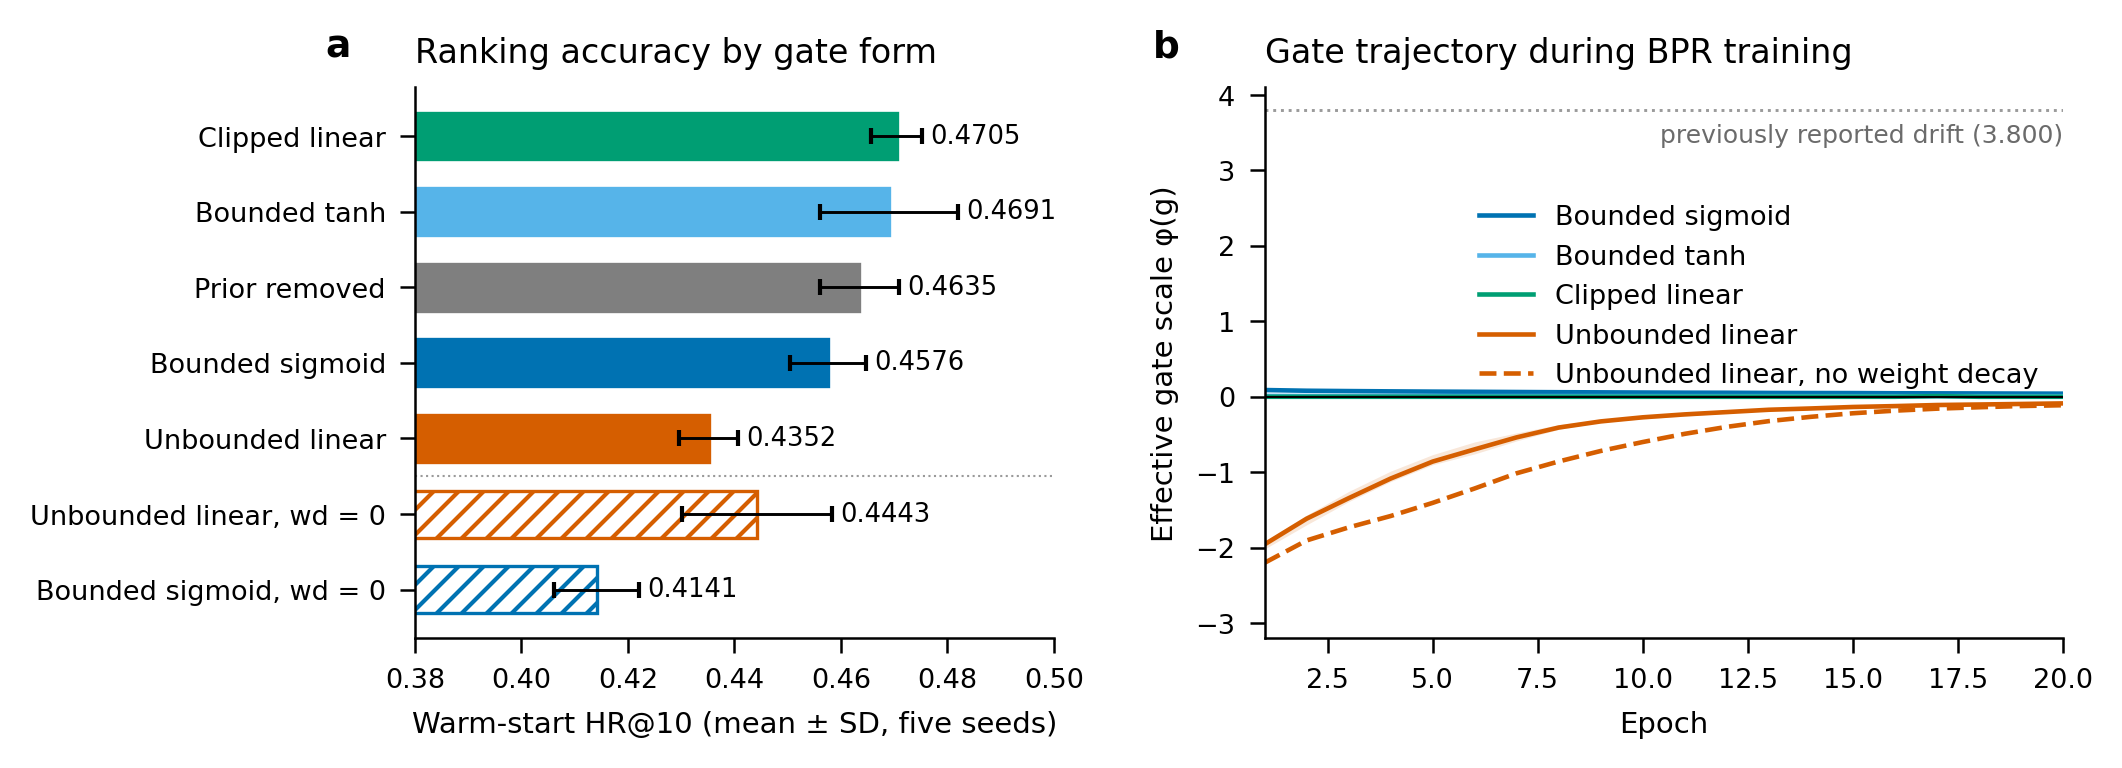 a
Ranking accuracy by gate form
Clipped linear
0.4705
Bounded tanh
0.4691
Prior removed
0.4635
Bounded sigmoid
0.4576
Unbounded linear
0.4352
Unbounded linear, wd = 0
0.4443
Bounded sigmoid, wd = 0
0.4141
0.38 0.40 0.42 0.44 0.46 0.48 0.50
Warm-start HR@10 (mean ± SD, five seeds)
b
Gate trajectory during BPR training
Effective gate scale φ(g)
4
3
2
1
0
−1
−2
−3
previously reported drift (3.800)
Bounded sigmoid
Bounded tanh
Clipped linear
Unbounded linear
Unbounded linear, no weight decay
2.5 5.0 7.5 10.0 12.5 15.0 17.5 20.0
Epoch